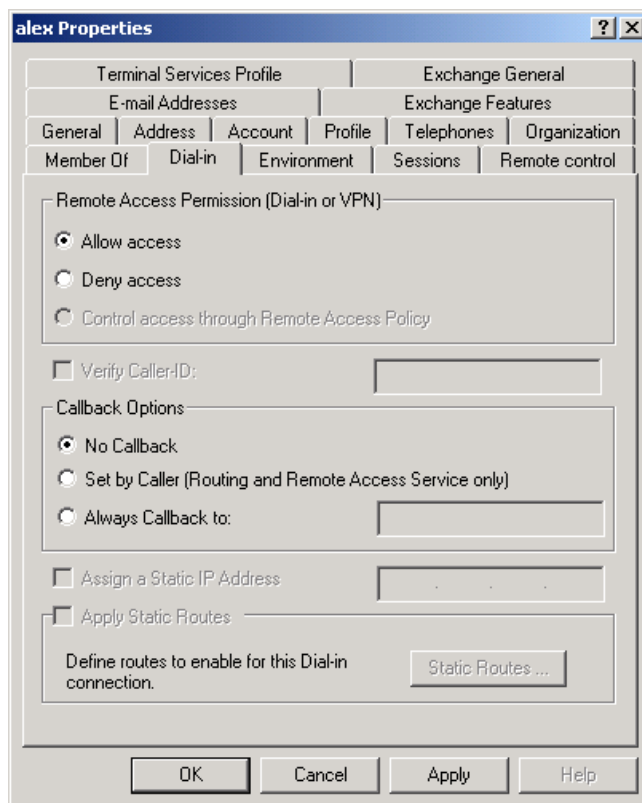 alex Properties
Terminal Services Profile Exchange General
E-mail Addresses Exchange Features
General Address Account Profile Telephones Organization
Member Of Dial-in Environment Sessions Remote control
Remote Access Permission (Dial-in or VPN)
Allow access
Deny access
Control access through Remote Access Policy
Verify Caller-ID:
Callback Options
No Callback
Set by Caller (Routing and Remote Access Service only)
Always Callback to:
Assign a Static IP Address . . .
Apply Static Routes
Define routes to enable for this Dial-in Static Routes ...
connection.
OK Cancel Apply Help